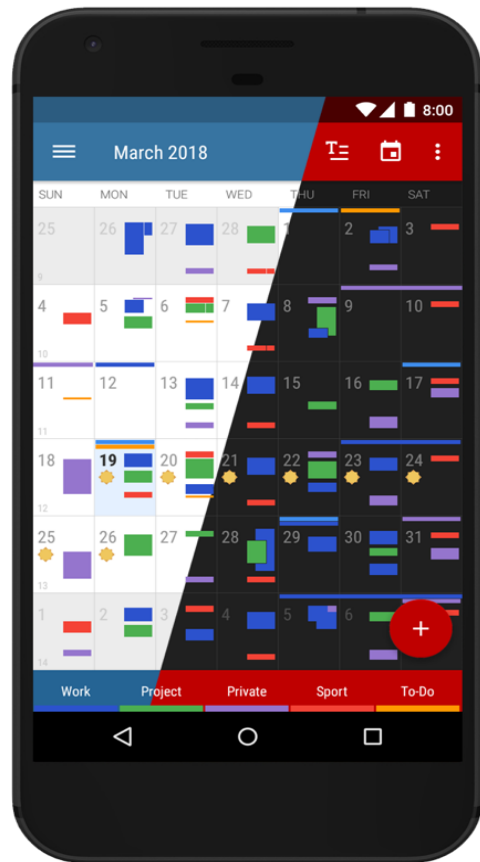 8:00
March 2018
SUN MON TUE WED THU FRI SAT
25 26 27 28 1 2 3
9
4 5 6 7 8 9 10
10
11 12 13 14 15 16 17
11
18 19 20 21 22 23 24
12
25 26 27 28 29 30 31
13
1 2 3 4 5 6
14
Work Project Private Sport To-Do